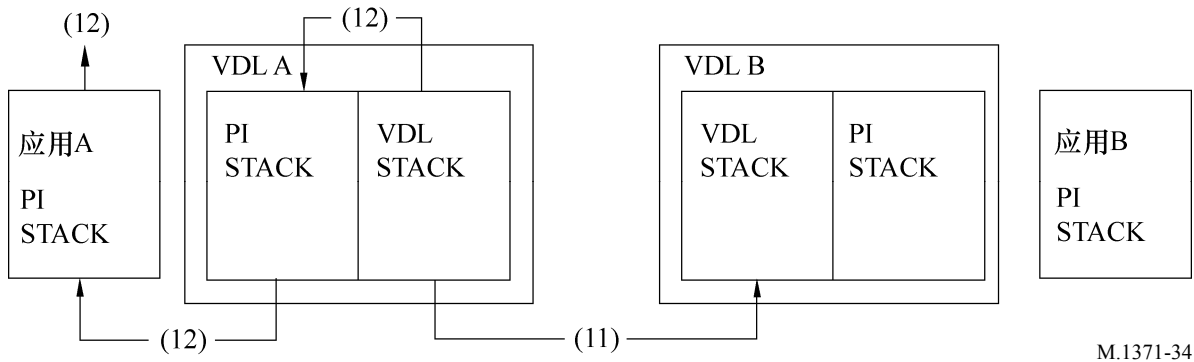 (12)
(12)
VDL A
VDL B
应用A
PI
STACK
PI
STACK
VDL
STACK
VDL
STACK
PI
STACK
应用B
PI
STACK
(12)
(11)
M.1371-34